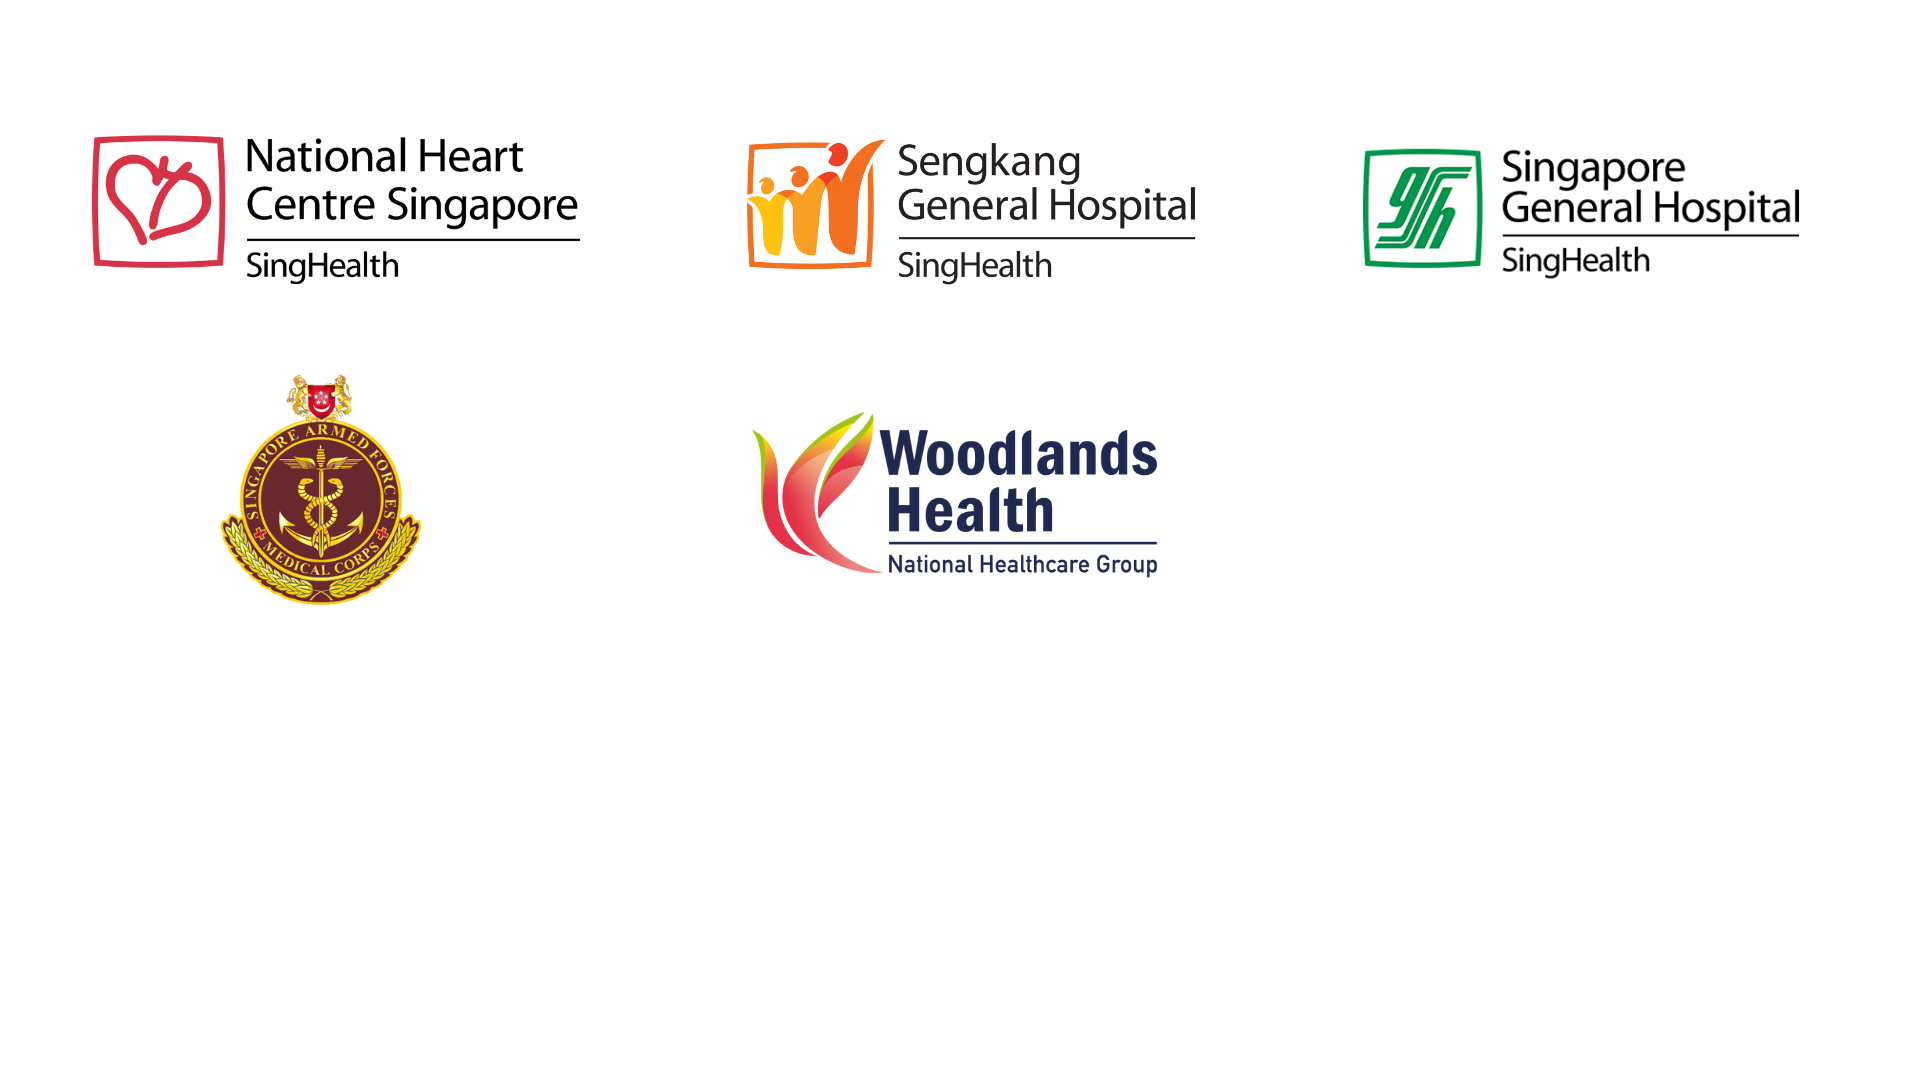 National Heart
Centre Singapore
SingHealth
Sengkang
General Hospital
SingHealth
Singapore
General Hospital
SingHealth
SINGAPORE ARMED FORCES
MEDICAL CORPS
Woodlands
Health
National Healthcare Group